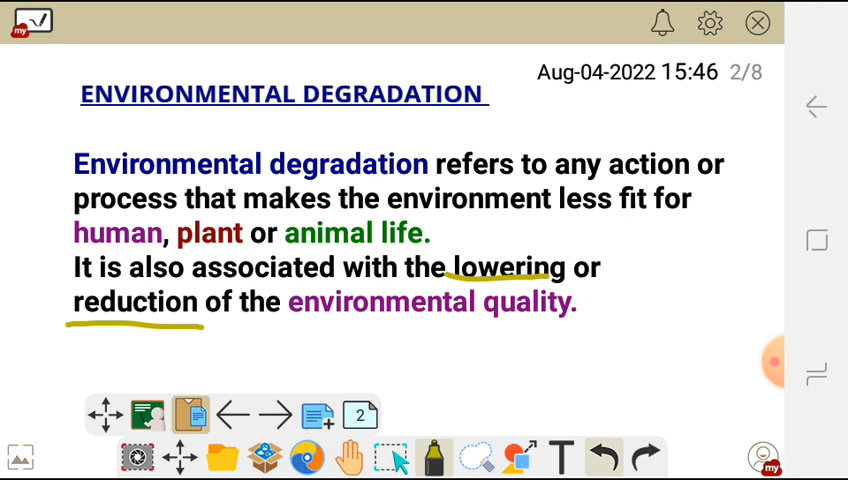 my
Aug-04-2022 15:46 2/8
ENVIRONMENTAL DEGRADATION
Environmental degradation refers to any action or
process that makes the environment less fit for
human, plant or animal life.
It is also associated with the lowering or
reduction of the environmental quality.
2
T
my